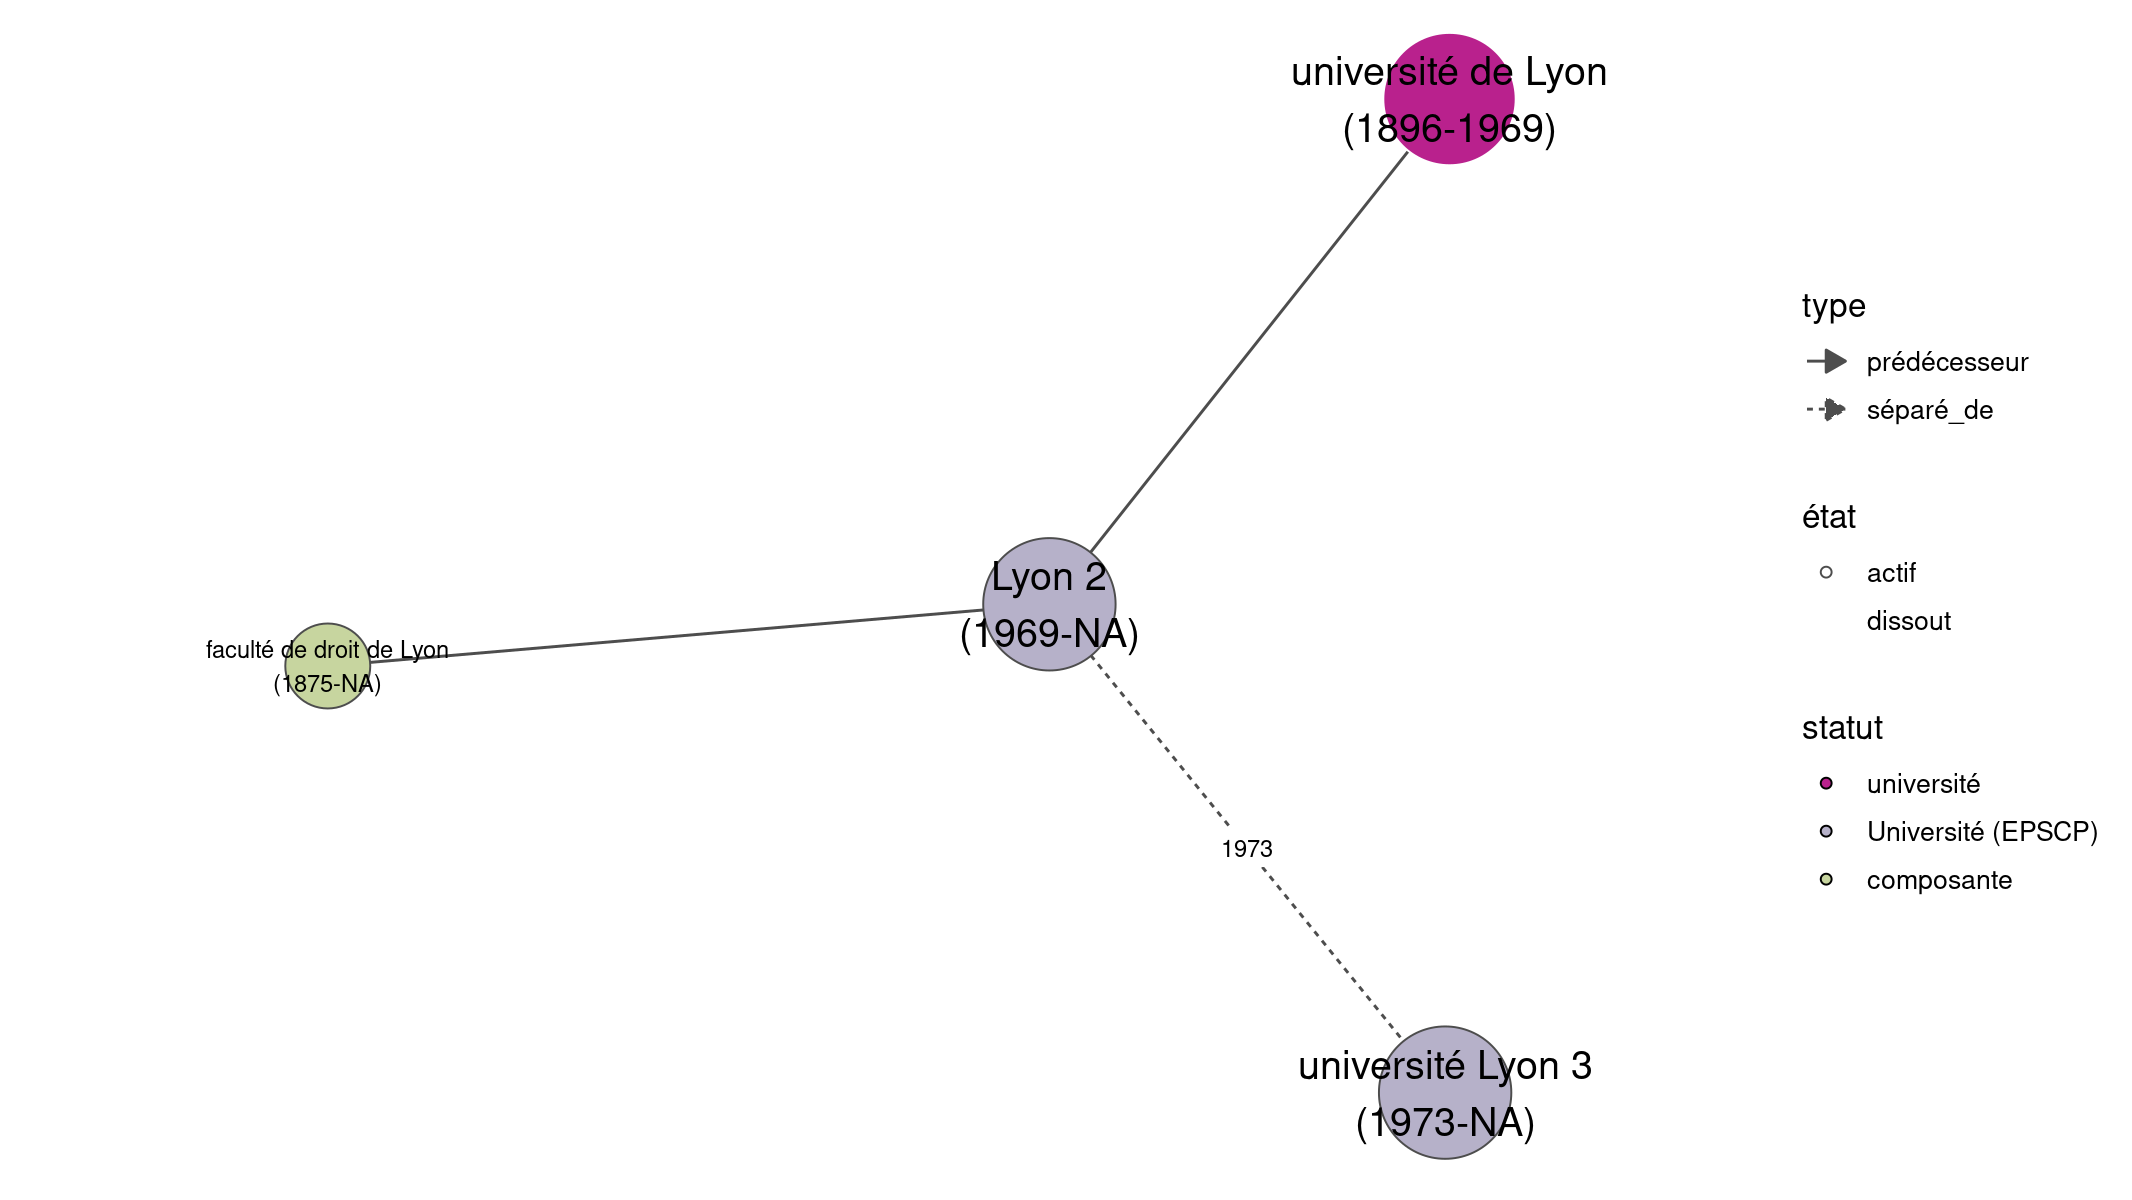 université de Lyon
(1896-1969)
Lyon 2
(1969-NA)
faculté de droit de Lyon
(1875-NA)
1973
université Lyon 3
(1973-NA)
type
prédécesseur
séparé_de
état
actif
dissout
statut
université
Université (EPSCP)
composante